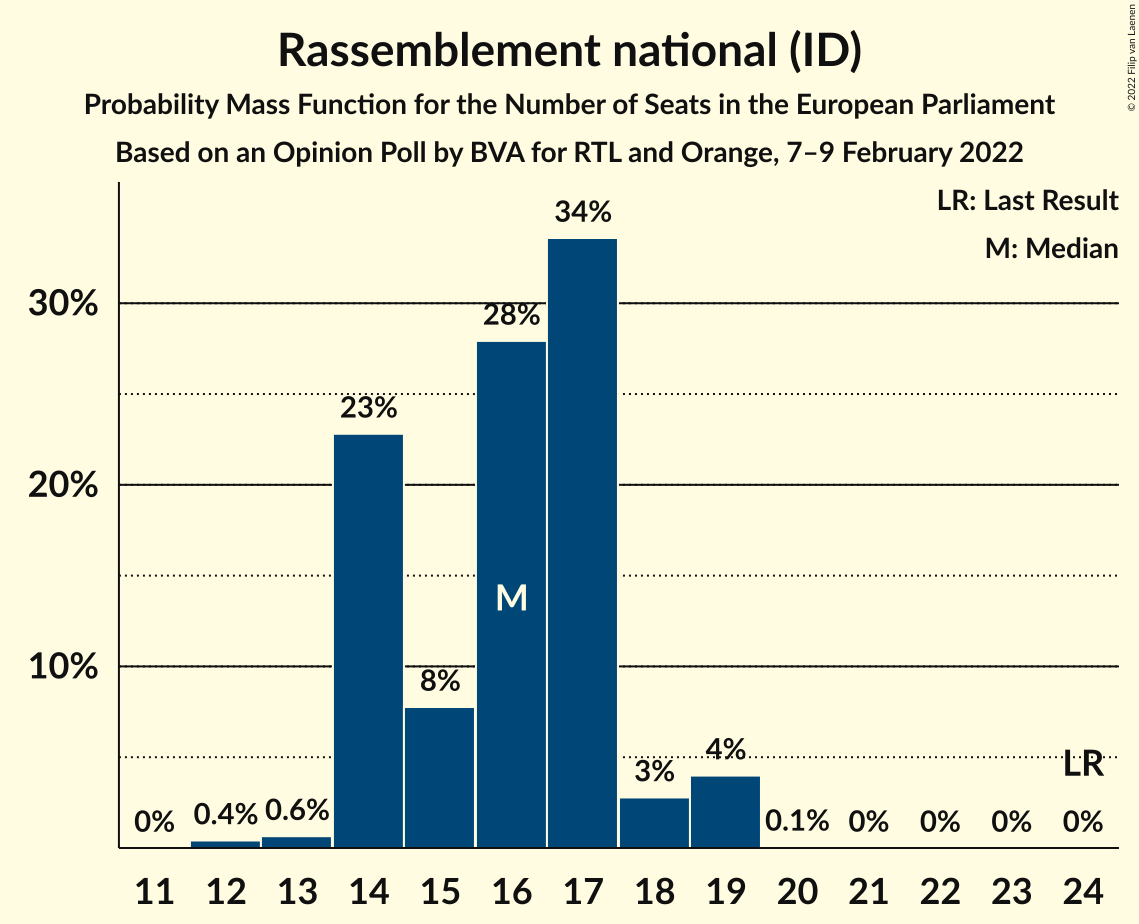 Rassemblement national (ID)
Probability Mass Function for the Number of Seats in the European Parliament
Based on an Opinion Poll by BVA for RTL and Orange, 7–9 February 2022
© 2022 Filip van Laenen
LR: Last Result
M: Median
30%
20%
10%
0%
0.4%
0.6%
23%
8%
28%
34%
3%
4%
0.1%
0%
0%
0%
0%
M
LR
11 12 13 14 15 16 17 18 19 20 21 22 23 24